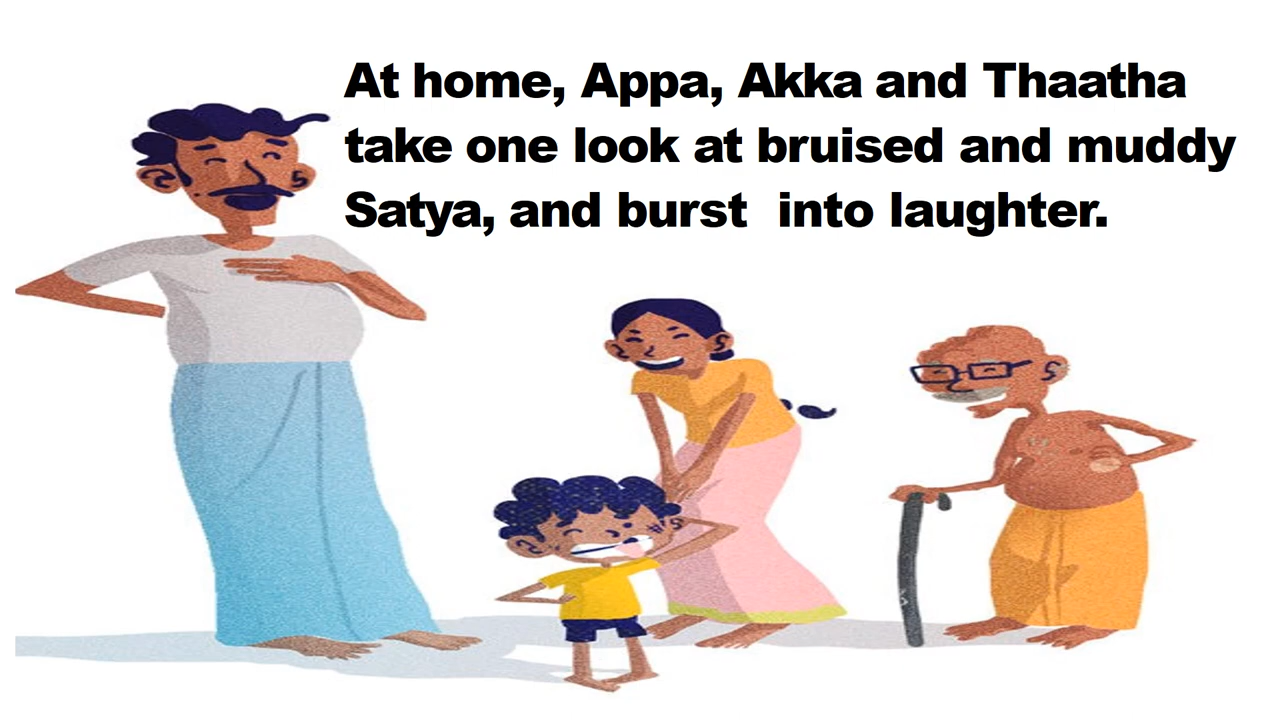 At home, Appa, Akka and Thaatha
take one look at bruised and muddy
Satya, and burst  into laughter.